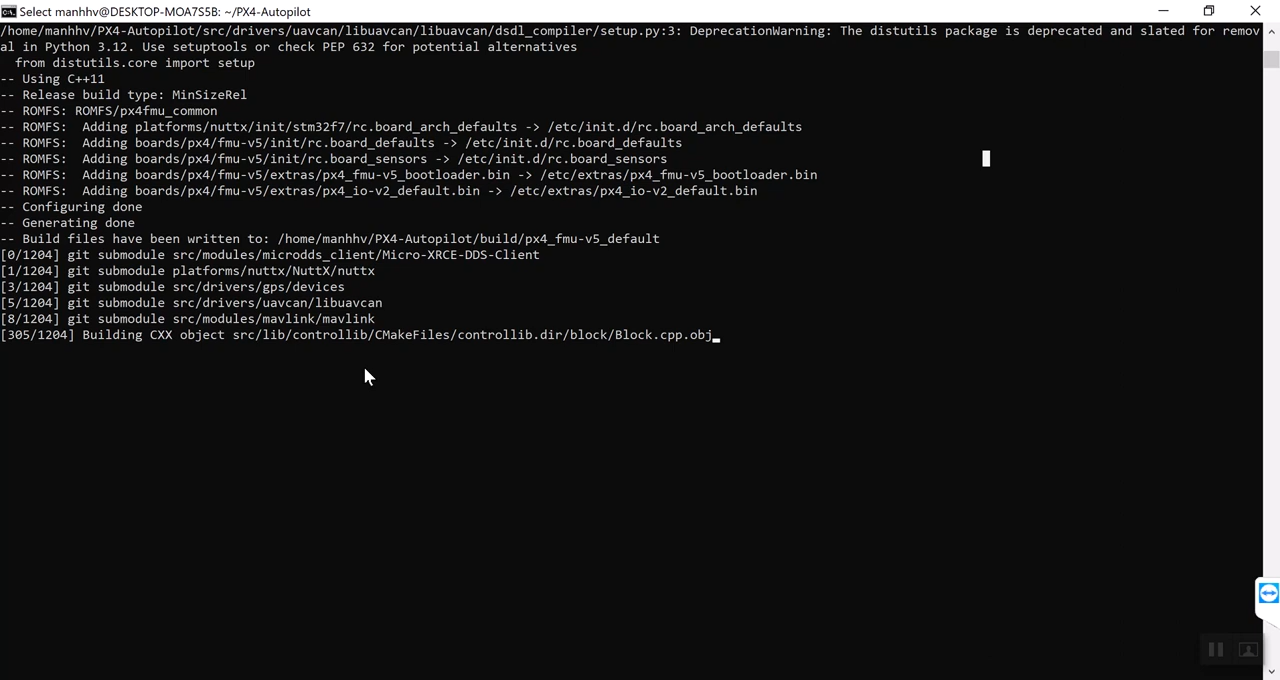 Select manhhv@DESKTOP-MOA7S5B: ~/PX4-Autopilot
/home/manhhv/PX4-Autopilot/src/drivers/uavcan/libuavcan/libuavcan/dsdl_compiler/setup.py:3: DeprecationWarning: The distutils package is deprecated and slated for remov
al in Python 3.12. Use setuptools or check PEP 632 for potential alternatives
  from distutils.core import setup
-- Using C++11
-- Release build type: MinSizeRel
-- ROMFS: ROMFS/px4fmu_common
-- ROMFS:  Adding platforms/nuttx/init/stm32f7/rc.board_arch_defaults -> /etc/init.d/rc.board_arch_defaults
-- ROMFS:  Adding boards/px4/fmu-v5/init/rc.board_defaults -> /etc/init.d/rc.board_defaults
-- ROMFS:  Adding boards/px4/fmu-v5/init/rc.board_sensors -> /etc/init.d/rc.board_sensors
-- ROMFS:  Adding boards/px4/fmu-v5/extras/px4_fmu-v5_bootloader.bin -> /etc/extras/px4_fmu-v5_bootloader.bin
-- ROMFS:  Adding boards/px4/fmu-v5/extras/px4_io-v2_default.bin -> /etc/extras/px4_io-v2_default.bin
-- Configuring done
-- Generating done
-- Build files have been written to: /home/manhhv/PX4-Autopilot/build/px4_fmu-v5_default
[0/1204] git submodule src/modules/microdds_client/Micro-XRCE-DDS-Client
[1/1204] git submodule platforms/nuttx/NuttX/nuttx
[3/1204] git submodule src/drivers/gps/devices
[5/1204] git submodule src/drivers/uavcan/libuavcan
[8/1204] git submodule src/modules/mavlink/mavlink
[305/1204] Building CXX object src/lib/controllib/CMakeFiles/controllib.dir/block/Block.cpp.obj